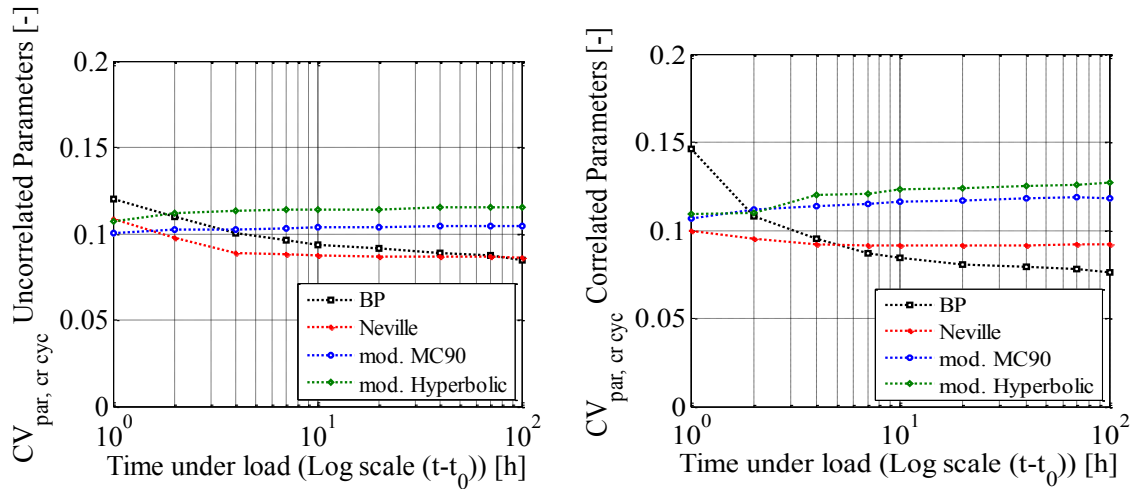 CV par, cr cyc Uncorrelated Parameters [-]
0.2
0.15
0.1
0.05
0
BP
Neville
mod. MC90
mod. Hyperbolic
10^0
10^1
10^2
Time under load (Log scale (t-t_0)) [h]
CV par, cr cyc Correlated Parameters [-]
0.2
0.15
0.1
0.05
0
BP
Neville
mod. MC90
mod. Hyperbolic
10^0
10^1
10^2
Time under load (Log scale (t-t_0)) [h]